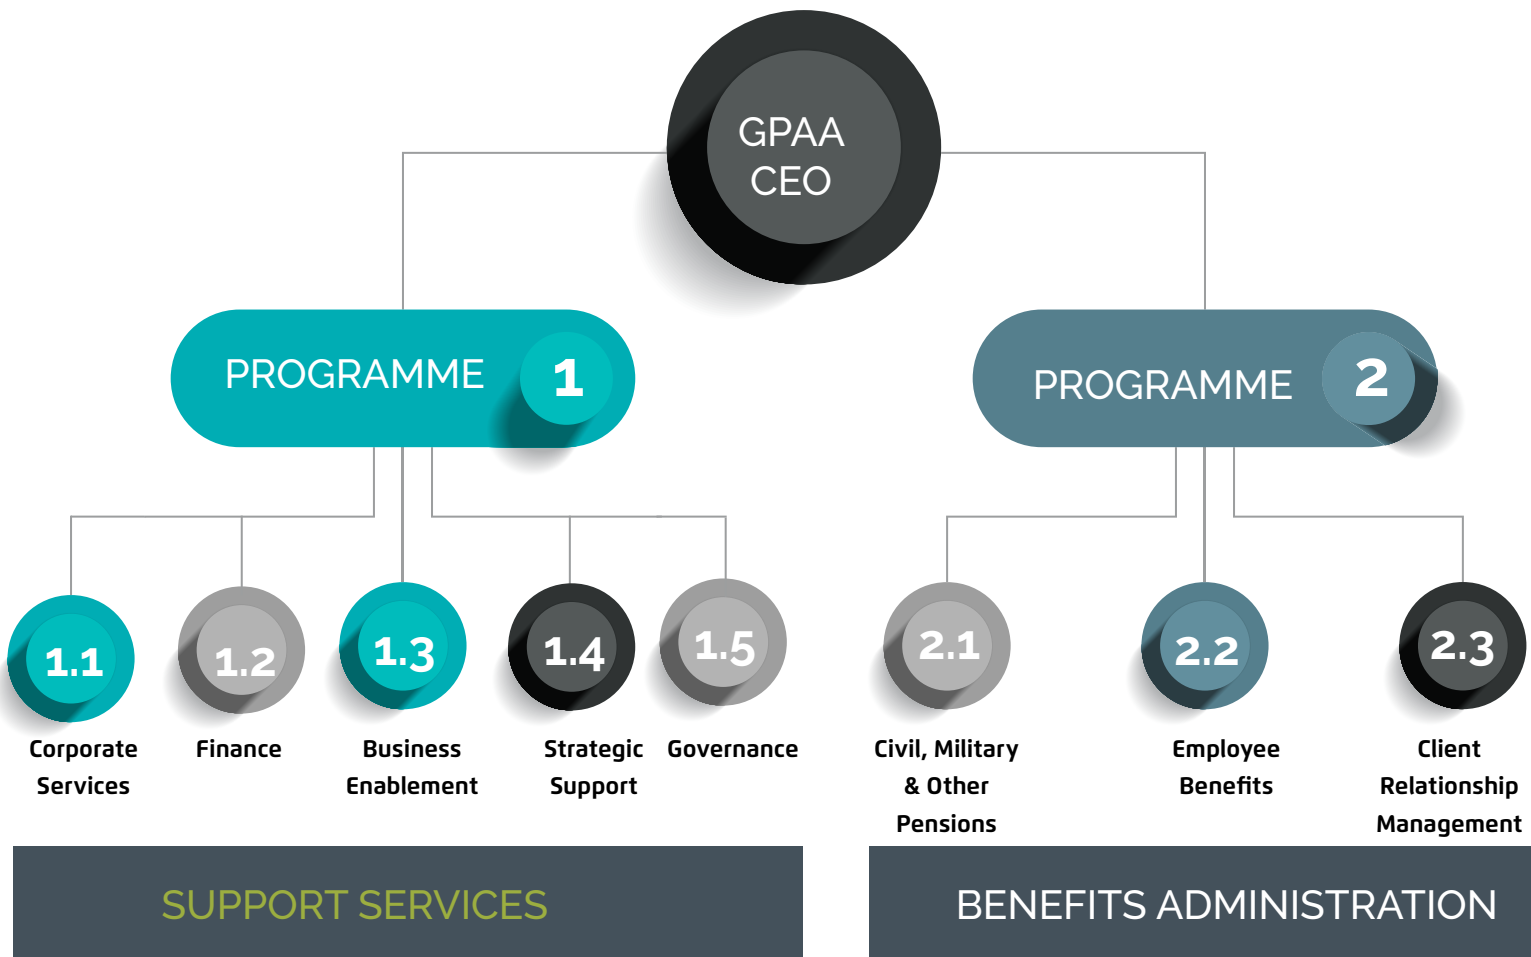 GPAA
CEO
PROGRAMME 1
PROGRAMME 2
1.1
1.2
1.3
1.4
1.5
2.1
2.2
2.3
Corporate
Services
Finance
Business
Enablement
Strategic
Support
Governance
Civil, Military
& Other
Pensions
Employee
Benefits
Client
Relationship
Management
SUPPORT SERVICES
BENEFITS ADMINISTRATION